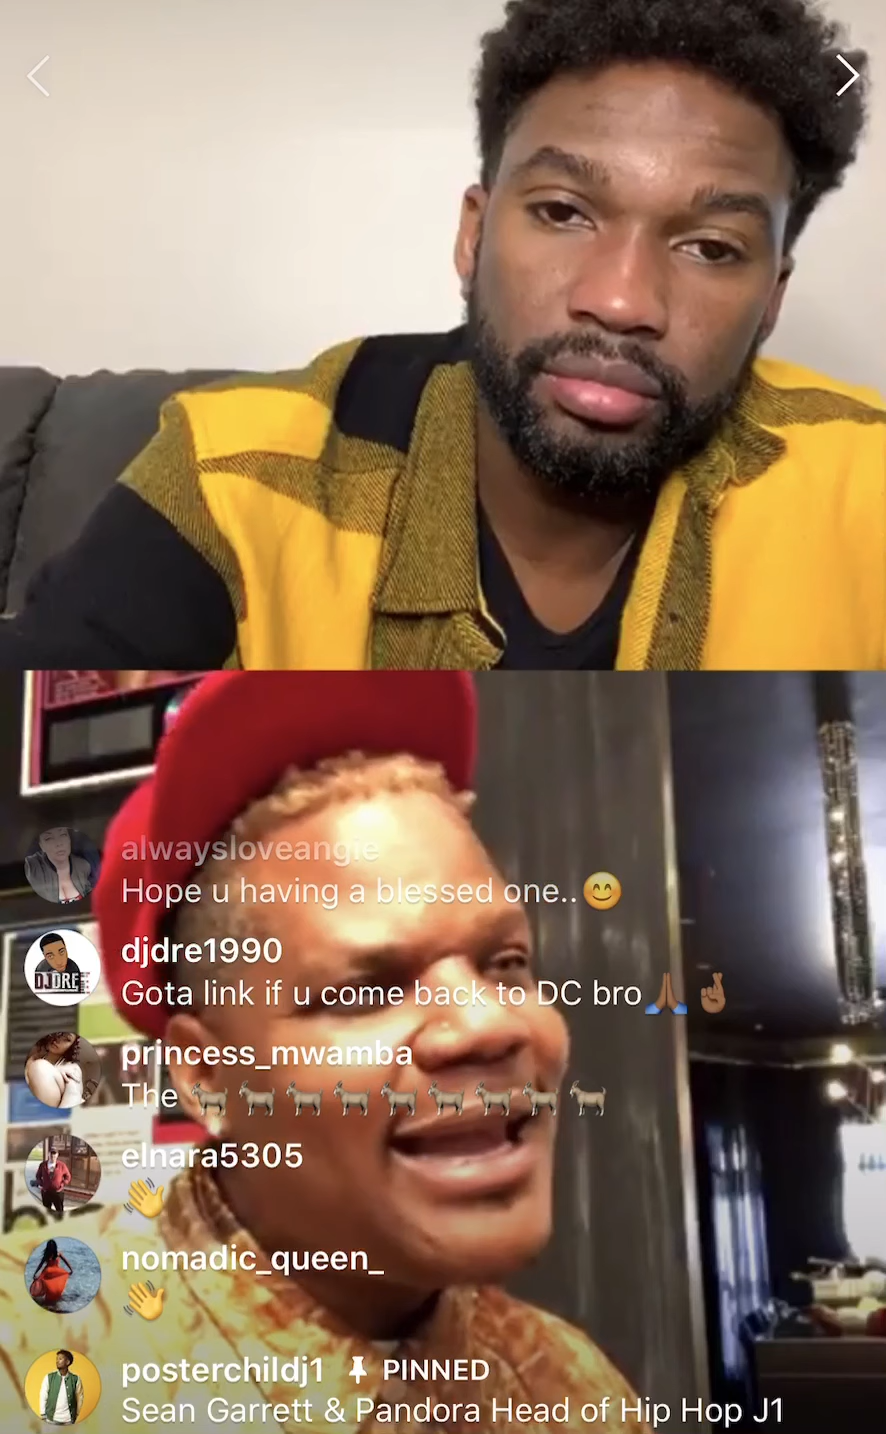 alwaysloveangie
Hope u having a blessed one..😊
djdre1990
DJDRE
Gota link if u come back to DC bro🙏🏾🤞🏾
princess_mwamba
The 🐐🐐🐐🐐🐐🐐🐐🐐🐐
elnara5305
👋
nomadic_queen_
👋
posterchildj1 📌 PINNED
Sean Garrett & Pandora Head of Hip Hop J1